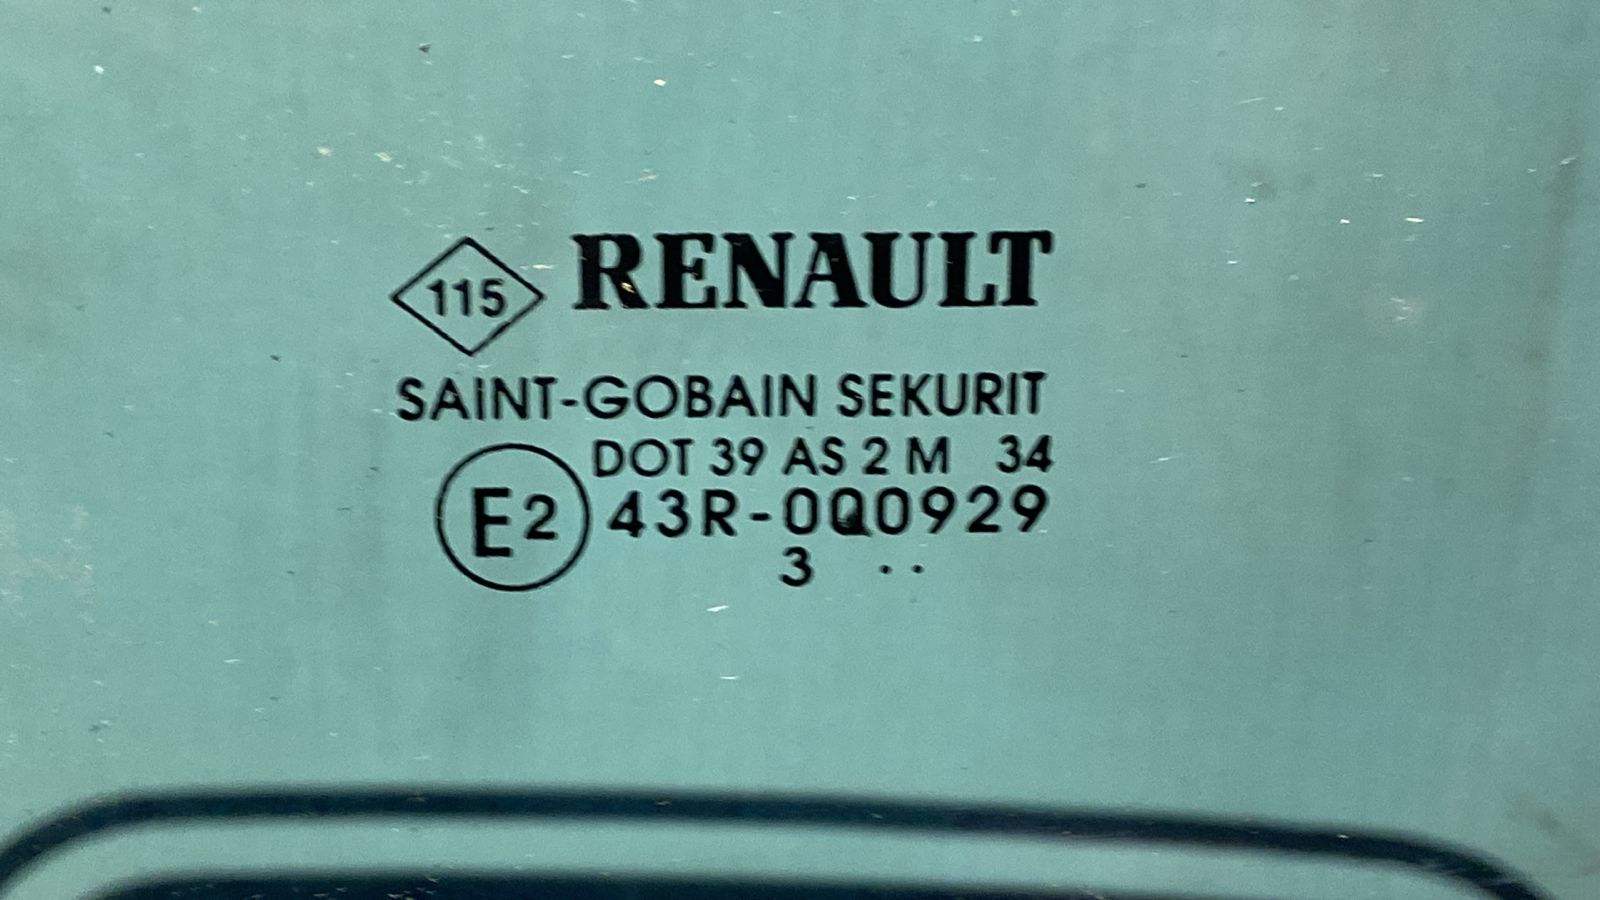 115 RENAULT
SAINT-GOBAIN SEKURIT
DOT 39 AS 2 M 34
E2 43R-000929
3 ..